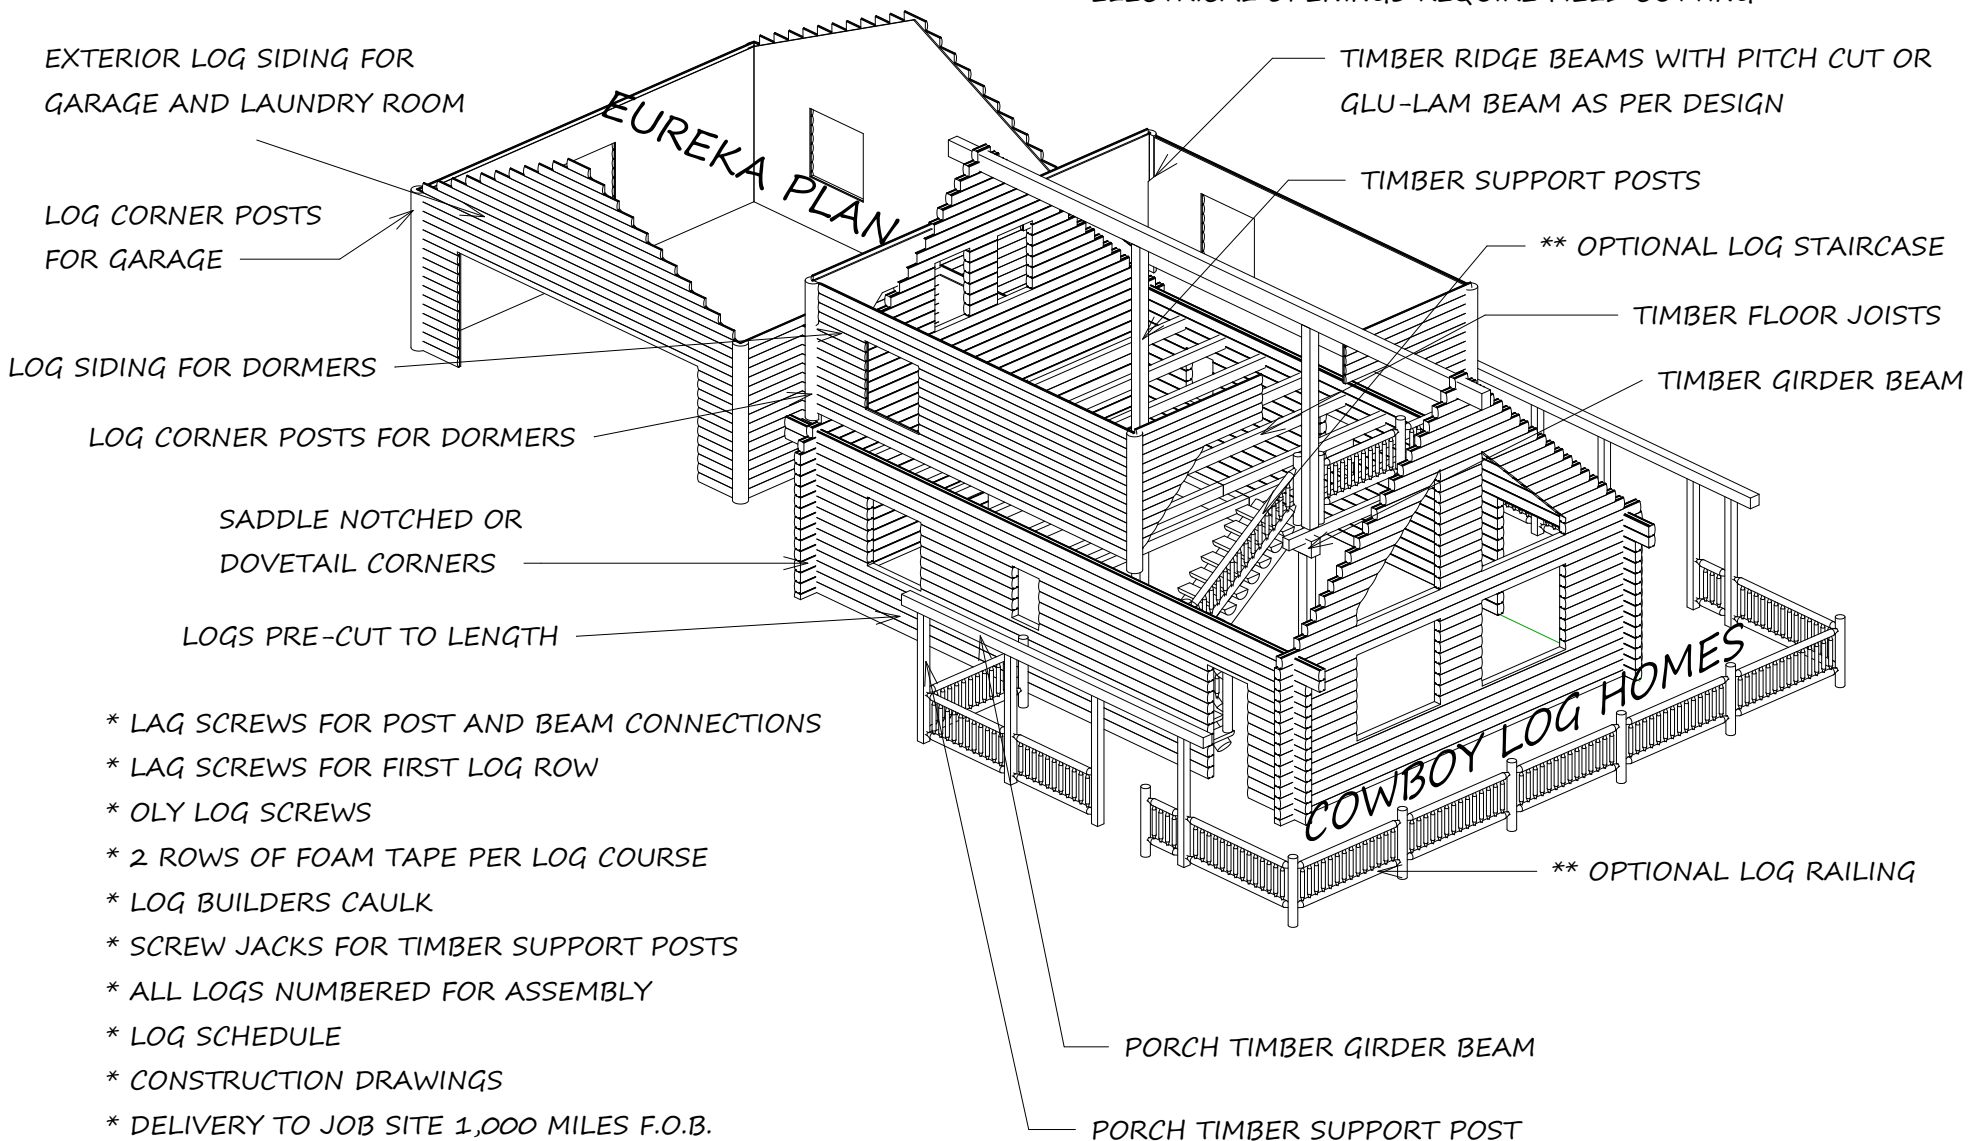 ELECTRICAL OPENINGS REQUIRE FIELD CUTTING
EXTERIOR LOG SIDING FOR
GARAGE AND LAUNDRY ROOM
TIMBER RIDGE BEAMS WITH PITCH CUT OR
GLU-LAM BEAM AS PER DESIGN
EUREKA PLAN
TIMBER SUPPORT POSTS
LOG CORNER POSTS
FOR GARAGE
** OPTIONAL LOG STAIRCASE
TIMBER FLOOR JOISTS
LOG SIDING FOR DORMERS
TIMBER GIRDER BEAM
LOG CORNER POSTS FOR DORMERS
SADDLE NOTCHED OR
DOVETAIL CORNERS
LOGS PRE-CUT TO LENGTH
COWBOY LOG HOMES
* LAG SCREWS FOR POST AND BEAM CONNECTIONS
* LAG SCREWS FOR FIRST LOG ROW
* OLY LOG SCREWS
* 2 ROWS OF FOAM TAPE PER LOG COURSE
* LOG BUILDERS CAULK
* SCREW JACKS FOR TIMBER SUPPORT POSTS
* ALL LOGS NUMBERED FOR ASSEMBLY
* LOG SCHEDULE
* CONSTRUCTION DRAWINGS
* DELIVERY TO JOB SITE 1,000 MILES F.O.B.
** OPTIONAL LOG RAILING
PORCH TIMBER GIRDER BEAM
PORCH TIMBER SUPPORT POST